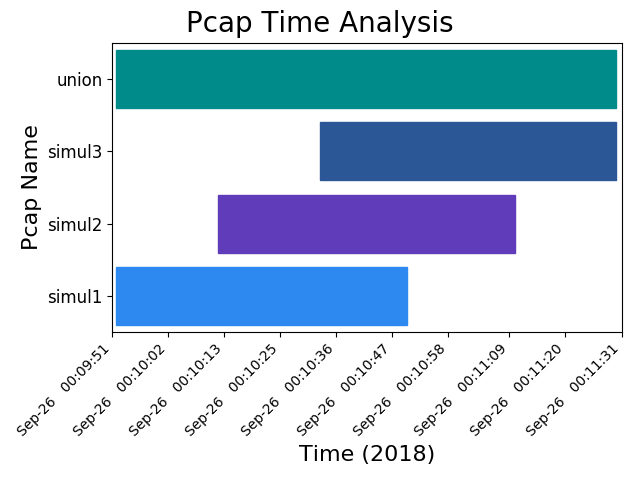 Pcap Time Analysis
Pcap Name
union
simul3
simul2
simul1
Sep-26 00:09:51
Sep-26 00:10:02
Sep-26 00:10:13
Sep-26 00:10:25
Sep-26 00:10:36
Sep-26 00:10:47
Sep-26 00:10:58
Sep-26 00:11:09
Sep-26 00:11:20
Sep-26 00:11:31
Time (2018)